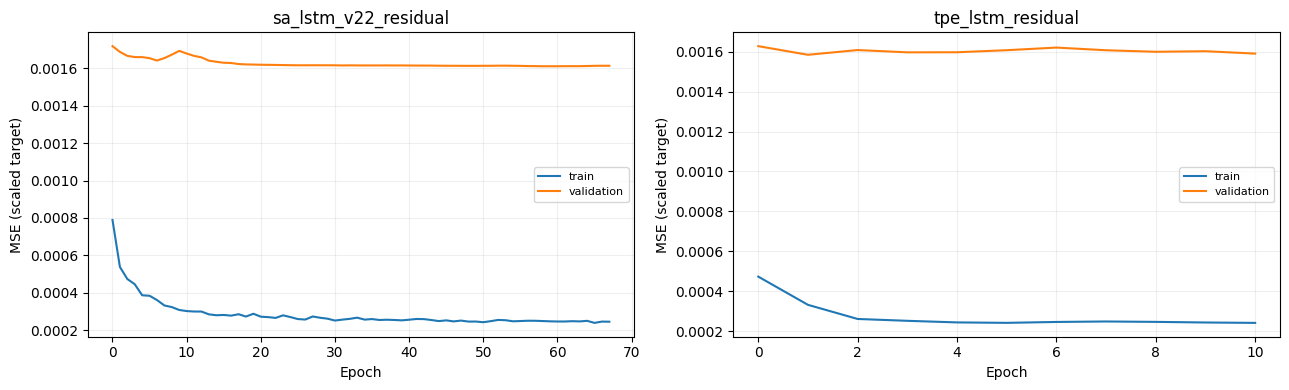 sa_lstm_v22_residual
MSE (scaled target)
0.0016
0.0014
0.0012
0.0010
0.0008
0.0006
0.0004
0.0002
train
validation
0 10 20 30 40 50 60 70
Epoch
tpe_lstm_residual
MSE (scaled target)
0.0016
0.0014
0.0012
0.0010
0.0008
0.0006
0.0004
0.0002
train
validation
0 2 4 6 8 10
Epoch